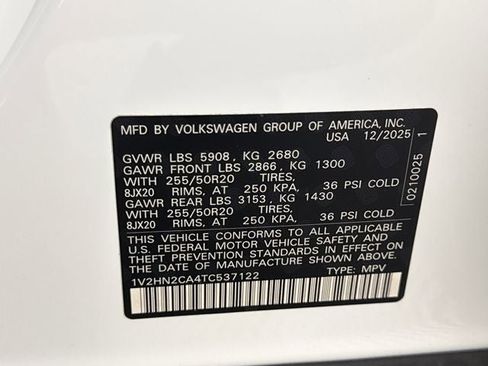 MFD BY VOLKSWAGEN GROUP OF AMERICA, INC.
USA 12/2025
GVWR LBS 5908, KG 2680
GAWR FRONT LBS 2866, KG 1300
WITH 255/50R20 TIRES,
8JX20 RIMS, AT 250 KPA, 36 PSI COLD
GAWR REAR LBS 3153, KG 1430
WITH 255/50R20 TIRES,
8JX20 RIMS, AT 250 KPA, 36 PSI COLD
THIS VEHICLE CONFORMS TO ALL APPLICABLE
U.S. FEDERAL MOTOR VEHICLE SAFETY AND
THEFT PREVENTION STANDARDS IN EFFECT ON
THE DATE OF MANUFACTURE SHOWN ABOVE.
1V2HN2CA4TC537122 TYPE: MPV
0210025 1